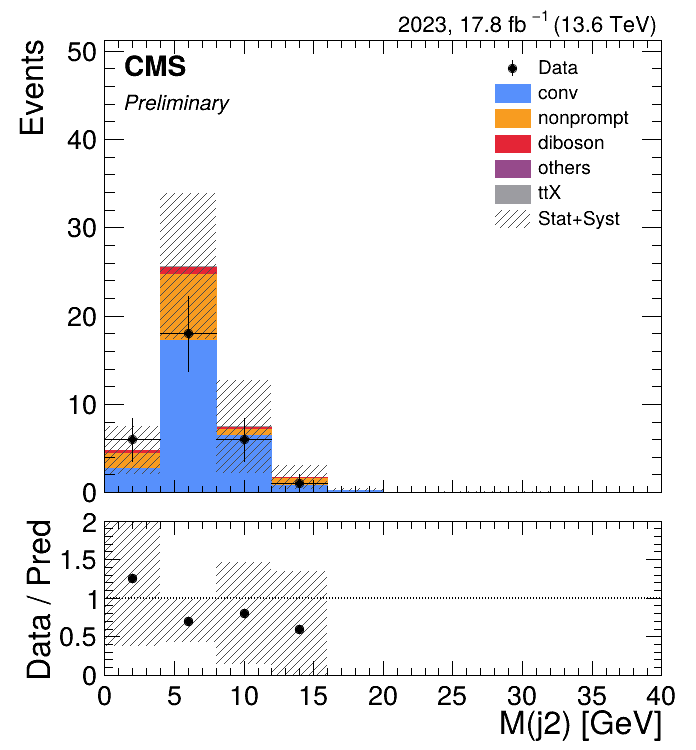 2023, 17.8 fb⁻¹ (13.6 TeV)
CMS
Preliminary
Events
50
40
30
20
10
0
Data
conv
nonprompt
diboson
others
ttX
Stat+Syst
Data / Pred
2
1.5
1
0.5
0
0 5 10 15 20 25 30 35 40
M(j2) [GeV]